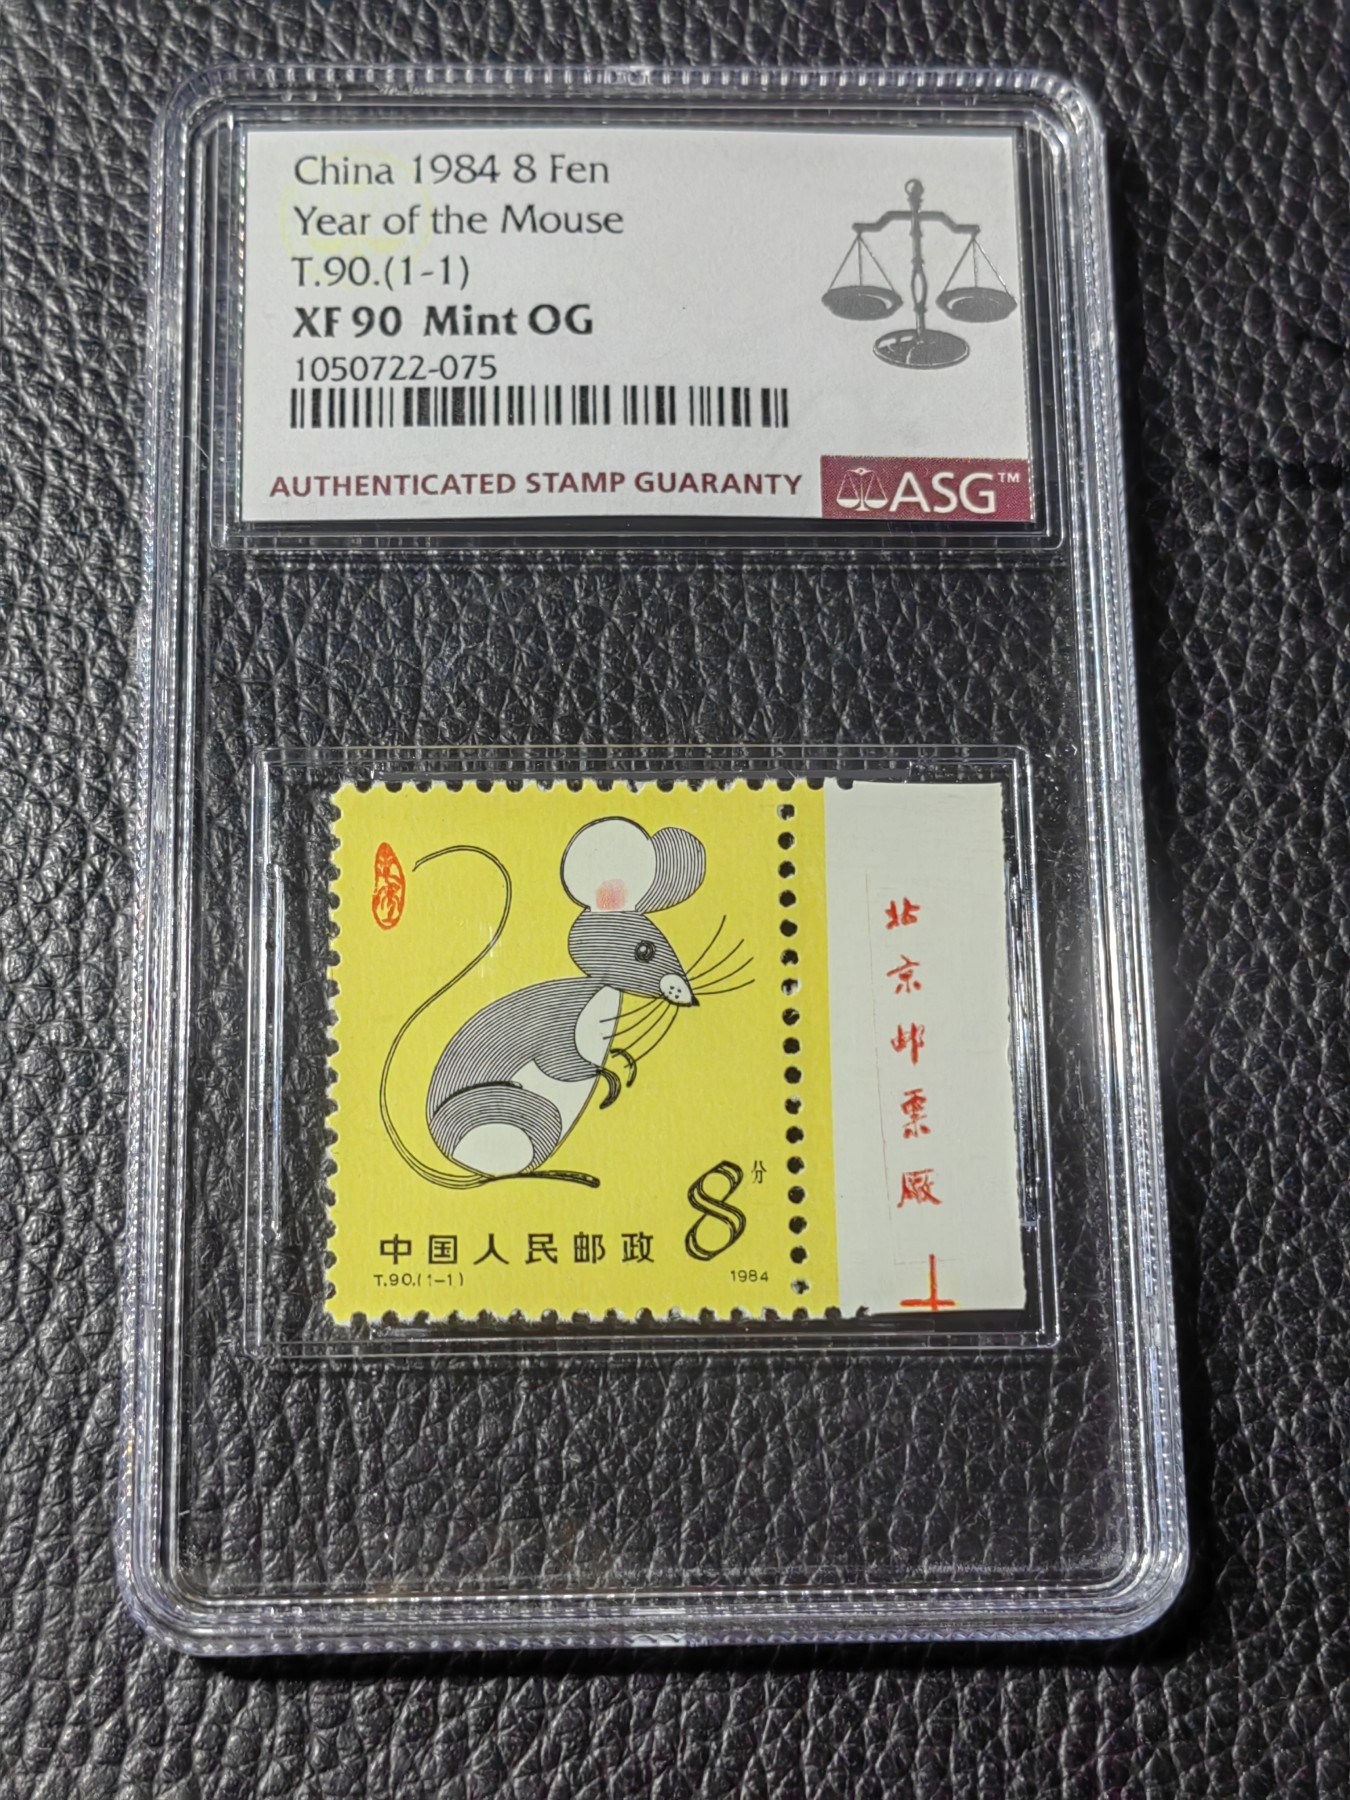 China 1984 8 Fen
Year of the Mouse
T.90.(1-1)
XF 90 Mint OG
1050722-075
AUTHENTICATED STAMP GUARANTY
ASG™
8分
中国人民邮政
T.90.(1-1)
1984
北京邮票厰